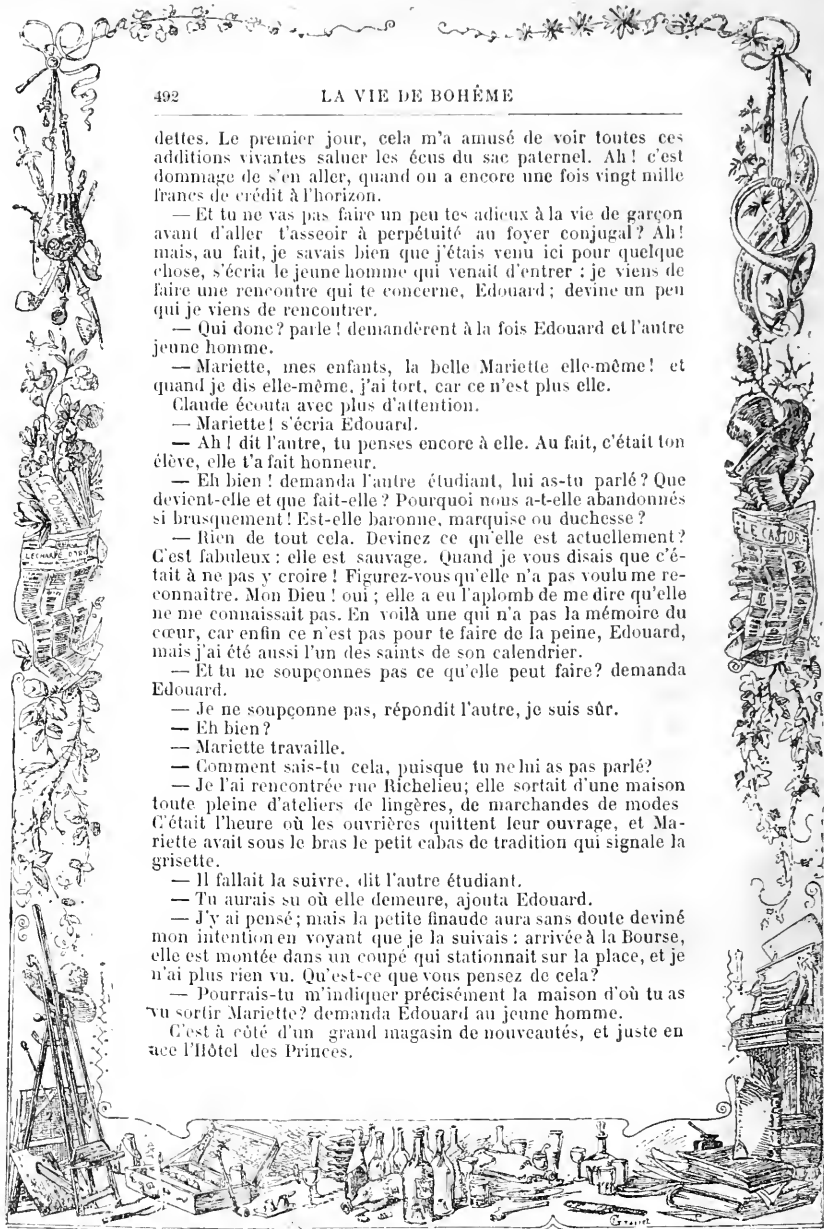 492 LA VIE DE BOHÊME
dettes. Le premier jour, cela m'a amusé de voir toutes ces
additions vivantes saluer les écus du sac paternel. Ah! c'est
dommage de s'en aller, quand on a encore une fois vingt mille
francs de crédit à l'horizon.
— Et tu ne vas pas faire un peu tes adieux à la vie de garçon
avant d'aller t'asseoir à perpétuité au foyer conjugal? Ah!
mais, au fait, je savais bien que j'étais venu ici pour quelque
chose, s'écria le jeune homme qui venait d'entrer : je viens de
faire une rencontre qui te concerne, Edouard; devine un peu
qui je viens de rencontrer.
— Qui donc? parle! demandèrent à la fois Edouard et l'autre
jeune homme.
— Mariette, mes enfants, la belle Mariette elle-même! et
quand je dis elle-même, j'ai tort, car ce n'est plus elle.
Claude écouta avec plus d'attention.
— Mariette! s'écria Edouard.
— Ah! dit l'autre, tu penses encore à elle. Au fait, c'était ton
élève, elle t'a fait honneur.
— Eh bien! demanda l'autre étudiant, lui as-tu parlé? Que
devient-elle et que fait-elle? Pourquoi nous a-t-elle abandonnés
si brusquement! Est-elle baronne, marquise ou duchesse?
— Rien de tout cela. Devinez ce qu'elle est actuellement?
C'est fabuleux : elle est sauvage. Quand je vous disais que c'é-
tait à ne pas y croire! Figurez-vous qu'elle n'a pas voulu me re-
connaître. Mon Dieu! oui; elle a eu l'aplomb de me dire qu'elle
ne me connaissait pas. En voilà une qui n'a pas la mémoire du
cœur, car enfin ce n'est pas pour te faire de la peine, Edouard,
mais j'ai été aussi l'un des saints de son calendrier.
— Et tu ne soupçonnes pas ce qu'elle peut faire? demanda
Edouard.
— Je ne soupçonne pas, répondit l'autre, je suis sûr.
— Eh bien?
— Mariette travaille.
— Comment sais-tu cela, puisque tu ne lui as pas parlé?
— Je l'ai rencontrée rue Richelieu; elle sortait d'une maison
toute pleine d'ateliers de lingères, de marchandes de modes
C'était l'heure où les ouvrières quittent leur ouvrage, et Ma-
riette avait sous le bras le petit cabas de tradition qui signale la
grisette.
— Il fallait la suivre, dit l'autre étudiant.
— Tu aurais su où elle demeure, ajouta Edouard.
— J'y ai pensé; mais la petite finaude aura sans doute deviné
mon intention en voyant que je la suivais : arrivée à la Bourse,
elle est montée dans un coupé qui stationnait sur la place, et je
n'ai plus rien vu. Qu'est-ce que vous pensez de cela?
— Pourrais-tu m'indiquer précisément la maison d'où tu as
vu sortir Mariette? demanda Edouard au jeune homme.
C'est à côté d'un grand magasin de nouveautés, et juste en
ace l'Hôtel des Princes.
LE CASTOR